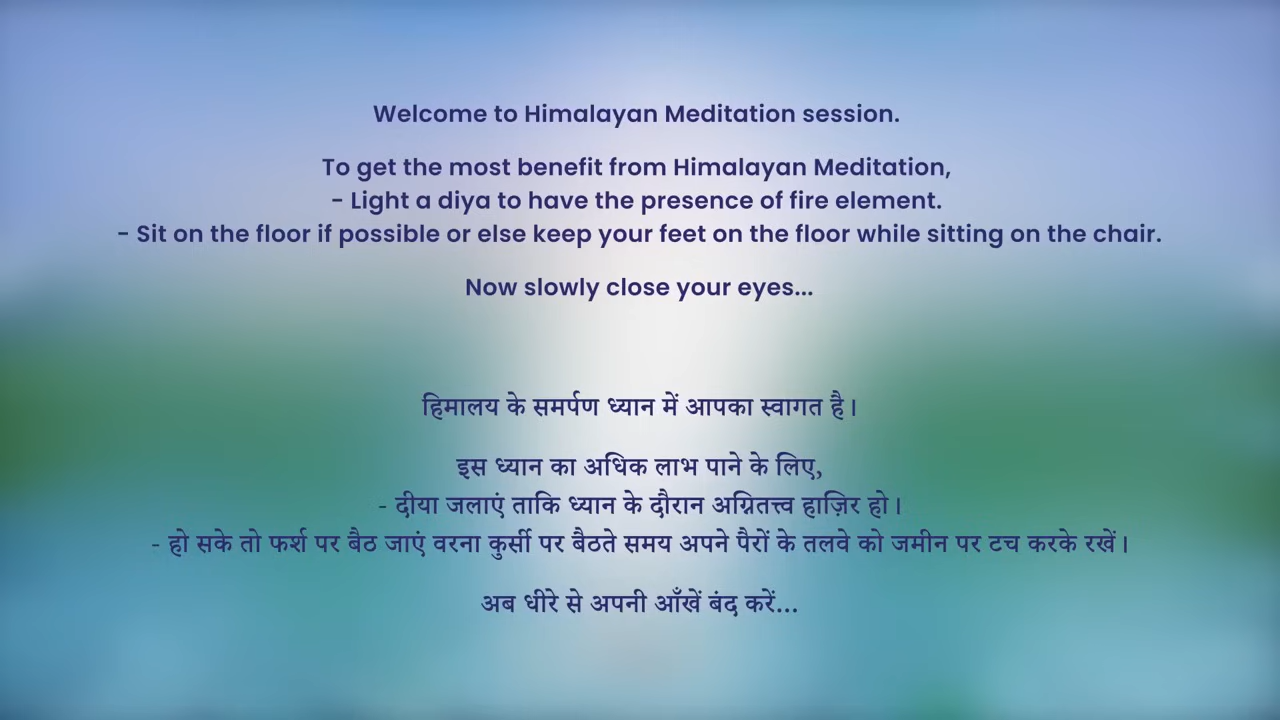 Welcome to Himalayan Meditation session.
To get the most benefit from Himalayan Meditation,
- Light a diya to have the presence of fire element.
- Sit on the floor if possible or else keep your feet on the floor while sitting on the chair.
Now slowly close your eyes...
हिमालय के समर्पण ध्यान में आपका स्वागत है।
इस ध्यान का अधिक लाभ पाने के लिए,
- दीया जलाएं ताकि ध्यान के दौरान अग्नितत्त्व हाज़िर हो।
- हो सके तो फर्श पर बैठ जाएं वरना कुर्सी पर बैठते समय अपने पैरों के तलवे को जमीन पर टच करके रखें।
अब धीरे से अपनी आँखें बंद करें...